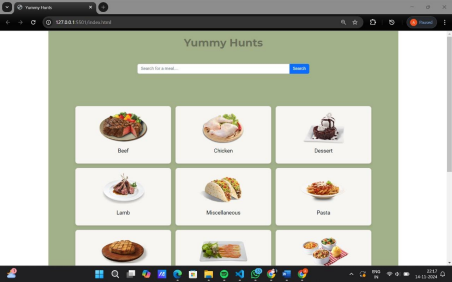 Yummy Hunts
127.0.0.1:5501/index.html
Paused
Yummy Hunts
Search for a meal...
Search
Beef
Chicken
Dessert
Lamb
Miscellaneous
Pasta
ENG
IN
22:17
14-11-2024